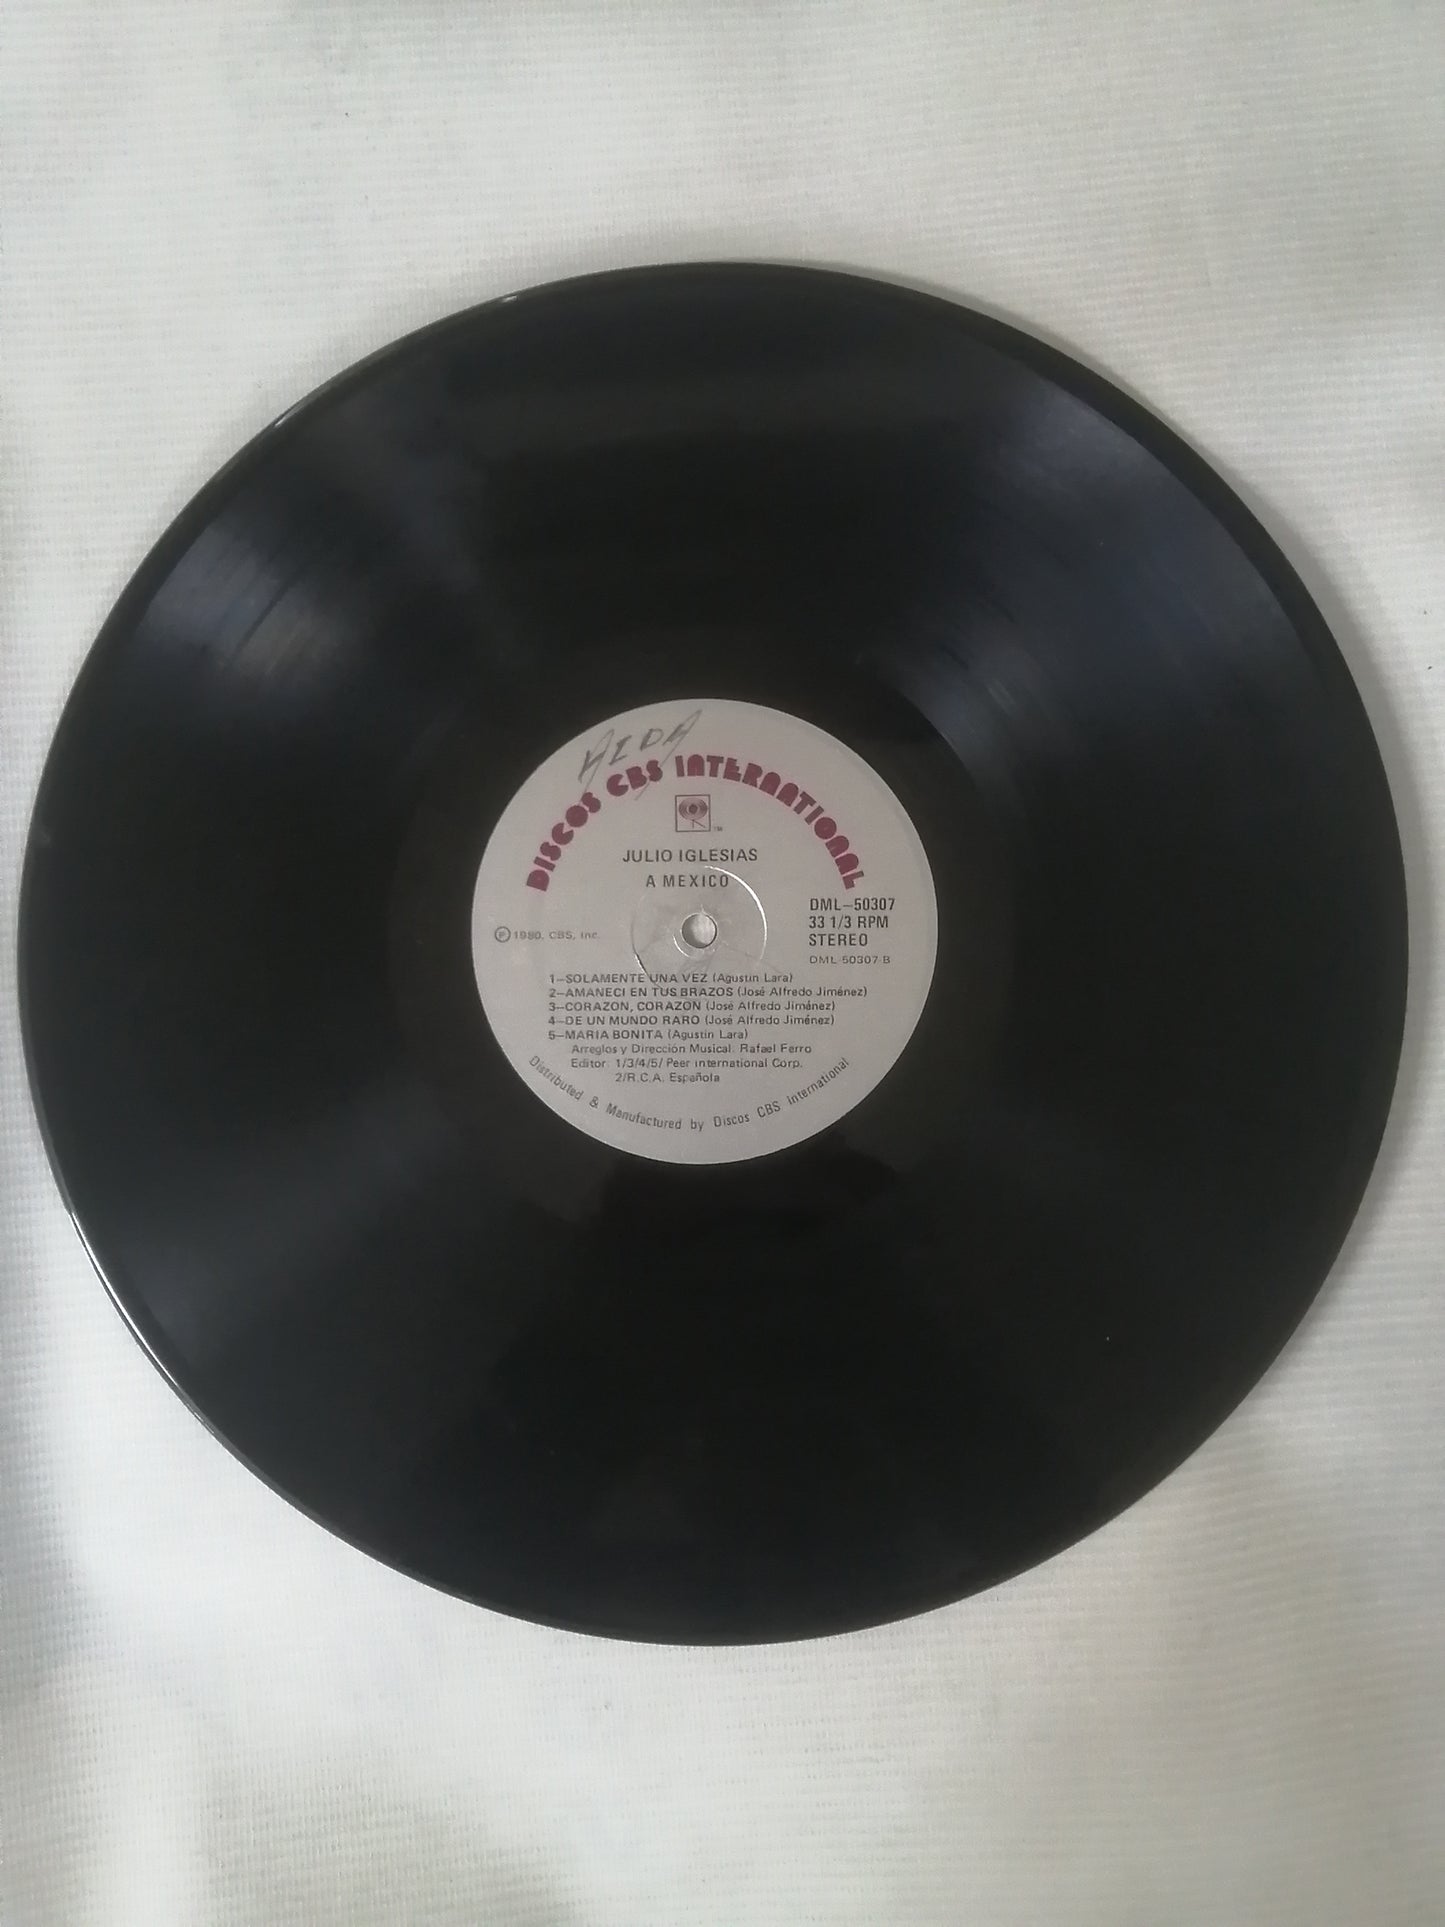 AIDA
DISCOS CBS INTERNATIONAL
TM
JULIO IGLESIAS
A MEXICO
DML-50307
33 1/3 RPM
STEREO
DML 50307 B
℗ 1980, CBS, Inc.
1-SOLAMENTE UNA VEZ (Agustin Lara)
2-AMANECI EN TUS BRAZOS (José Alfredo Jiménez)
3-CORAZON, CORAZON (José Alfredo Jiménez)
4-DE UN MUNDO RARO (José Alfredo Jiménez)
5-MARIA BONITA (Agustin Lara)
Arreglos y Dirección Musical: Rafael Ferro
Editor: 1/3/4/5/ Peer international Corp.
2/R.C.A. Española
Distributed & Manufactured by Discos CBS International